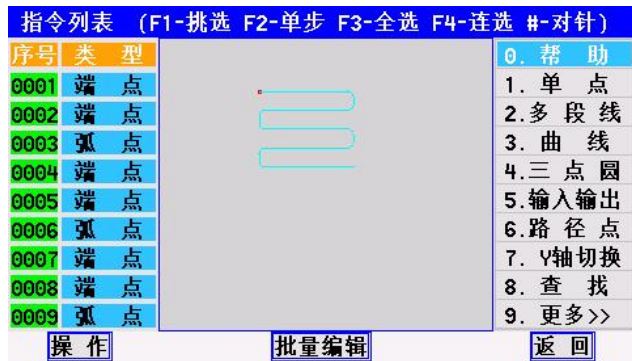 指令列表 (F1-挑选 F2-单步 F3-全选 F4-连选 #-对针)
序号 类 型
0001 端 点
0002 端 点
0003 弧 点
0004 端 点
0005 端 点
0006 弧 点
0007 端 点
0008 端 点
0009 弧 点
0. 帮 助
1. 单 点
2.多 段 线
3. 曲 线
4.三 点 圆
5.输入输出
6.路 径 点
7. Y轴切换
8. 查 找
9. 更多>>
操 作
批量编辑
返 回